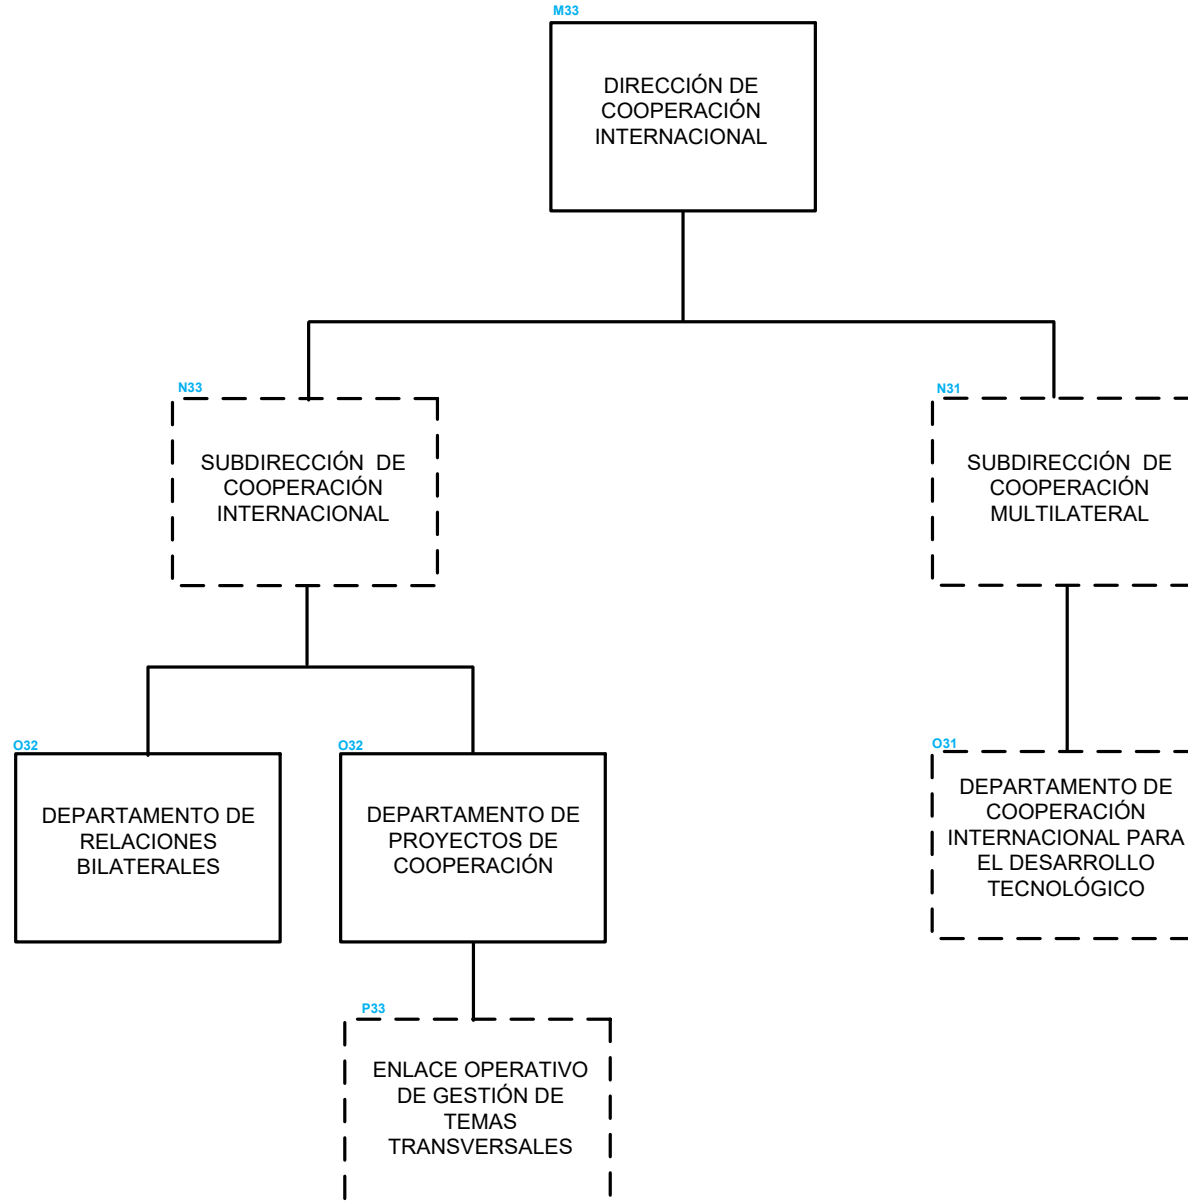 M33
DIRECCIÓN DE
COOPERACIÓN
INTERNACIONAL
N33
SUBDIRECCIÓN DE
COOPERACIÓN
INTERNACIONAL
N31
SUBDIRECCIÓN DE
COOPERACIÓN
MULTILATERAL
O32
DEPARTAMENTO DE
RELACIONES
BILATERALES
O32
DEPARTAMENTO DE
PROYECTOS DE
COOPERACIÓN
O31
DEPARTAMENTO DE
COOPERACIÓN
INTERNACIONAL PARA
EL DESARROLLO
TECNOLÓGICO
P33
ENLACE OPERATIVO
DE GESTIÓN DE
TEMAS
TRANSVERSALES